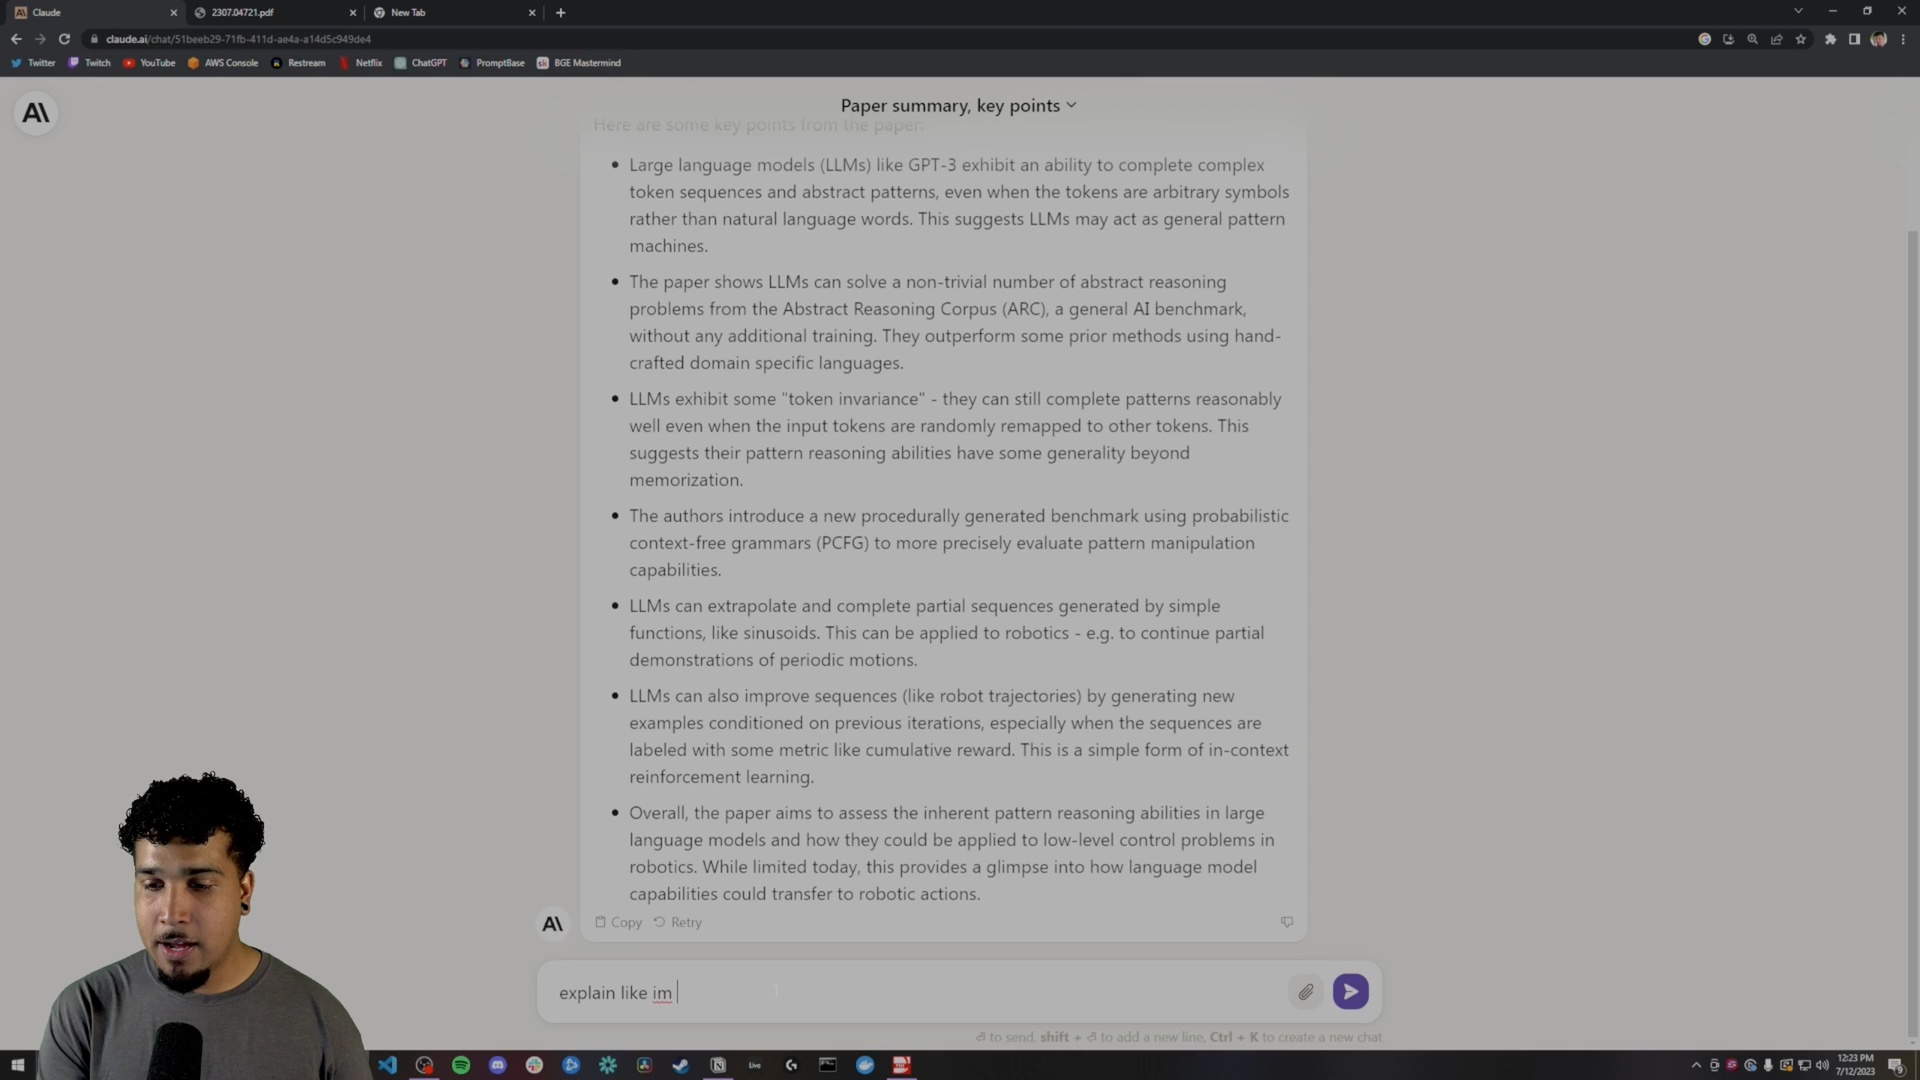 Claude
2307.04721.pdf
New Tab
claude.ai/chat/51beeb29-71fb-411d-ae4a-a14d5c949de4
Twitter Twitch YouTube AWS Console Restream Netflix ChatGPT PromptBase BGE Mastermind
Paper summary, key points
Here are some key points from the paper:
• Large language models (LLMs) like GPT-3 exhibit an ability to complete complex
token sequences and abstract patterns, even when the tokens are arbitrary symbols
rather than natural language words. This suggests LLMs may act as general pattern
machines.
• The paper shows LLMs can solve a non-trivial number of abstract reasoning
problems from the Abstract Reasoning Corpus (ARC), a general AI benchmark,
without any additional training. They outperform some prior methods using hand-
crafted domain specific languages.
• LLMs exhibit some "token invariance" - they can still complete patterns reasonably
well even when the input tokens are randomly remapped to other tokens. This
suggests their pattern reasoning abilities have some generality beyond
memorization.
• The authors introduce a new procedurally generated benchmark using probabilistic
context-free grammars (PCFG) to more precisely evaluate pattern manipulation
capabilities.
• LLMs can extrapolate and complete partial sequences generated by simple
functions, like sinusoids. This can be applied to robotics - e.g. to continue partial
demonstrations of periodic motions.
• LLMs can also improve sequences (like robot trajectories) by generating new
examples conditioned on previous iterations, especially when the sequences are
labeled with some metric like cumulative reward. This is a simple form of in-context
reinforcement learning.
• Overall, the paper aims to assess the inherent pattern reasoning abilities in large
language models and how they could be applied to low-level control problems in
robotics. While limited today, this provides a glimpse into how language model
capabilities could transfer to robotic actions.
Copy Retry
explain like im
⏎ to send, shift + ⏎ to add a new line, Ctrl + K to create a new chat
Live
12:23 PM
7/12/2023